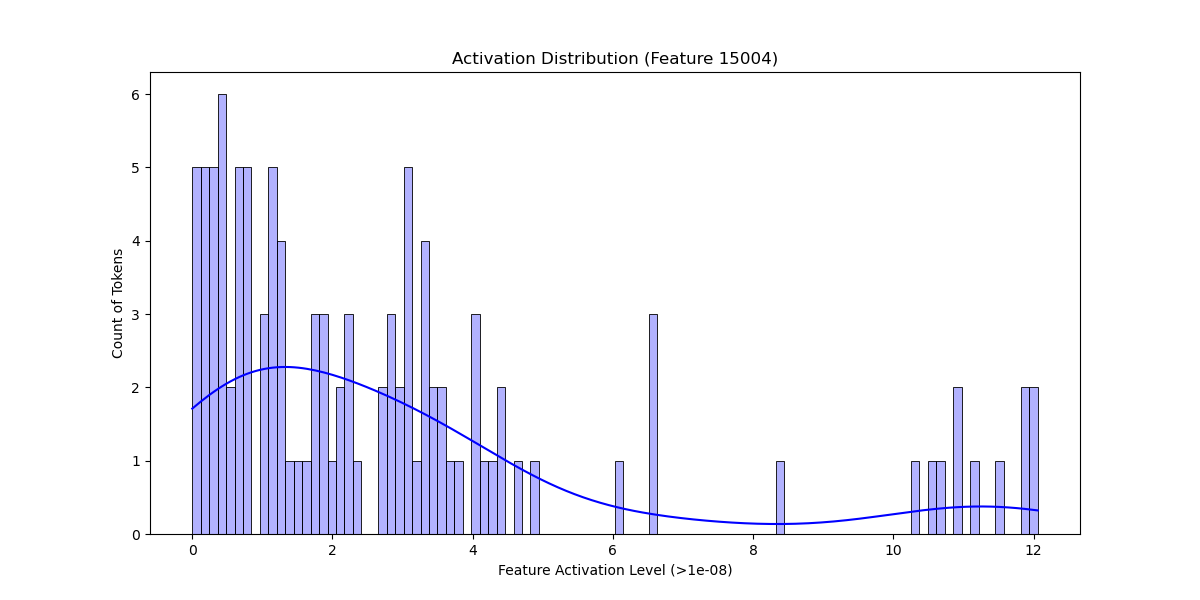 Activation Distribution (Feature 15004)
6
5
4
3
2
1
0
Count of Tokens
0 2 4 6 8 10 12
Feature Activation Level (>1e-08)